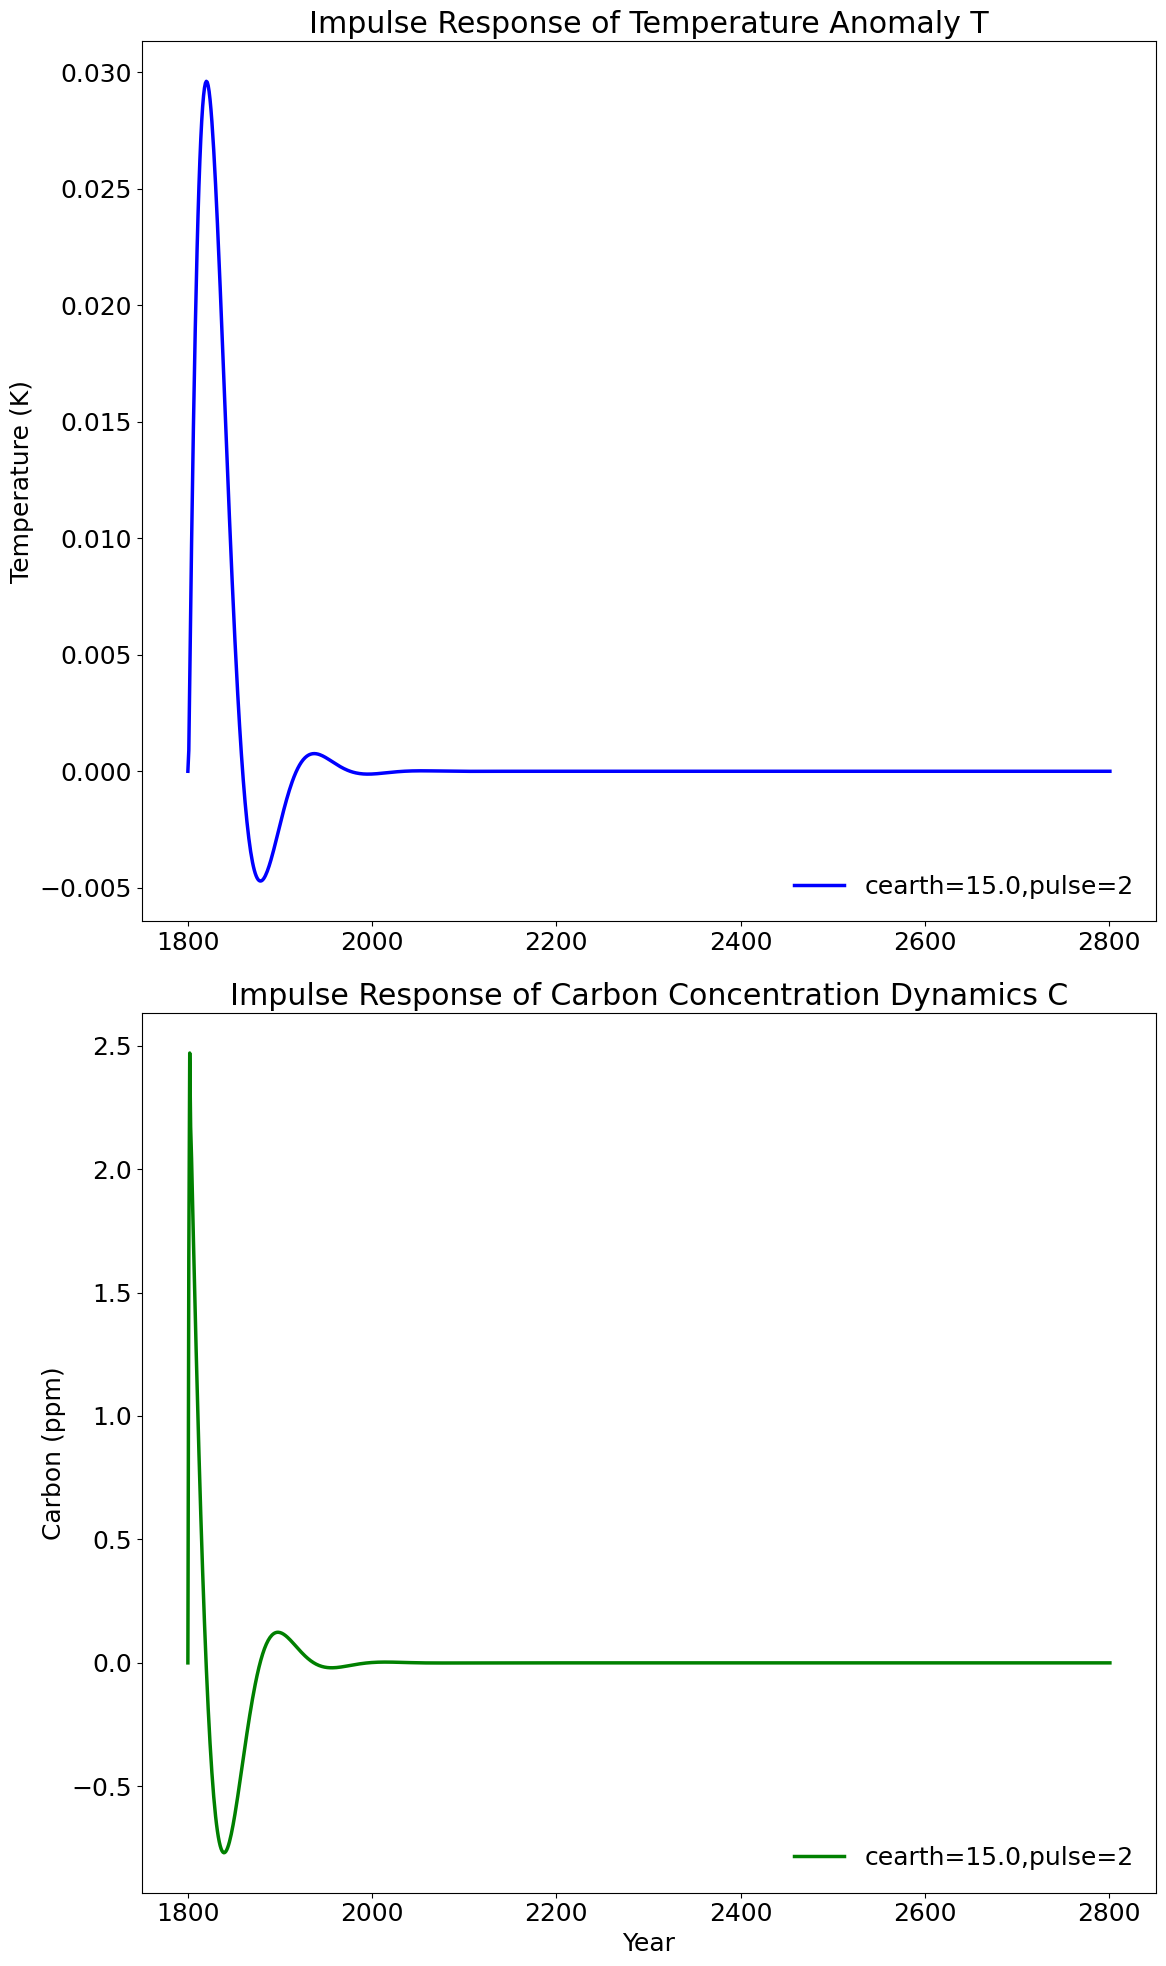 Impulse Response of Temperature Anomaly T
0.030
0.025
0.020
0.015
0.010
0.005
0.000
−0.005
Temperature (K)
cearth=15.0,pulse=2
1800 2000 2200 2400 2600 2800
Impulse Response of Carbon Concentration Dynamics C
2.5
2.0
1.5
1.0
0.5
0.0
−0.5
Carbon (ppm)
cearth=15.0,pulse=2
1800 2000 2200 2400 2600 2800
Year